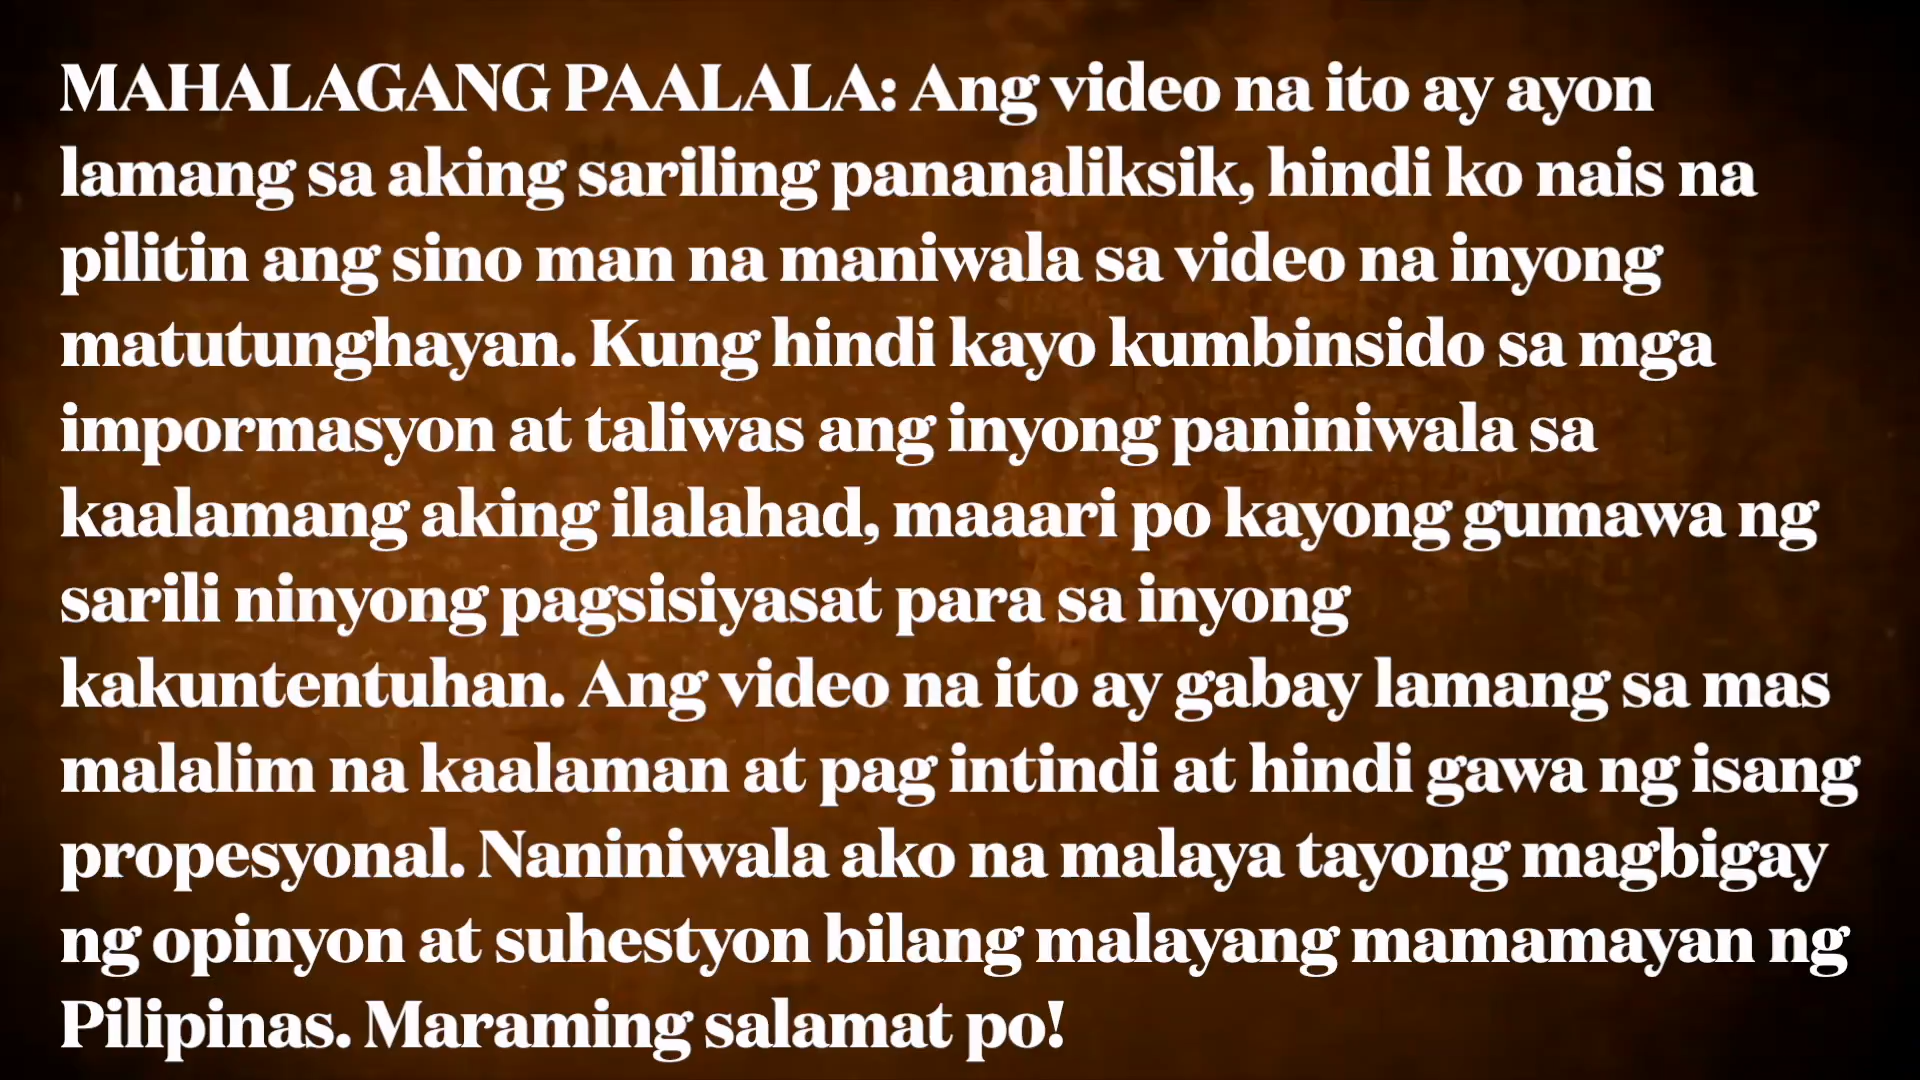 MAHALAGANG PAALALA: Ang video na ito ay ayon
lamang sa aking sariling pananaliksik, hindi ko nais na
pilitin ang sino man na maniwala sa video na inyong
matutunghayan. Kung hindi kayo kumbinsido sa mga
impormasyon at taliwas ang inyong paniniwala sa
kaalamang aking ilalahad, maaari po kayong gumawa ng
sarili ninyong pagsisiyasat para sa inyong
kakuntentuhan. Ang video na ito ay gabay lamang sa mas
malalim na kaalaman at pag intindi at hindi gawa ng isang
propesyonal. Naniniwala ako na malaya tayong magbigay
ng opinyon at suhestyon bilang malayang mamamayan ng
Pilipinas. Maraming salamat po!